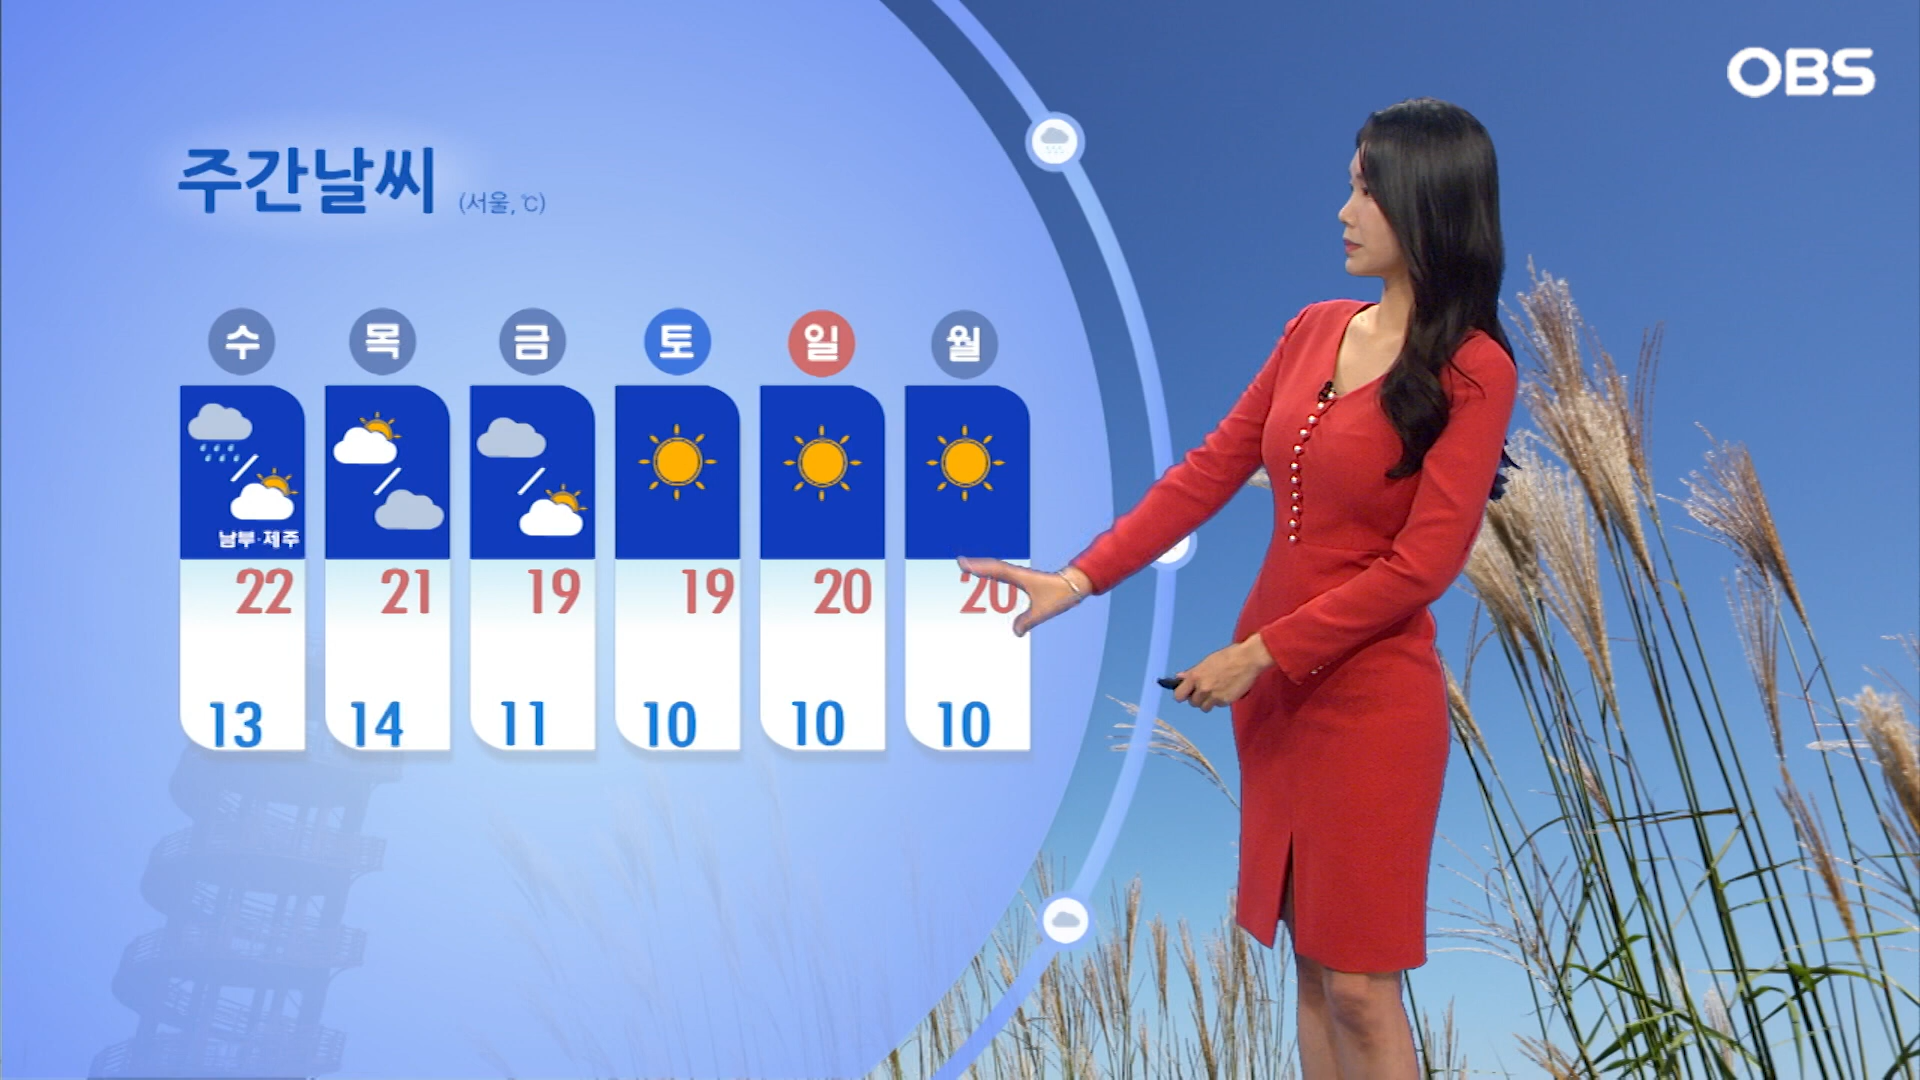 OBS
주간날씨 (서울, ℃)
수 목 금 토 일 월
남부·제주
22 21 19 19 20 20
13 14 11 10 10 10